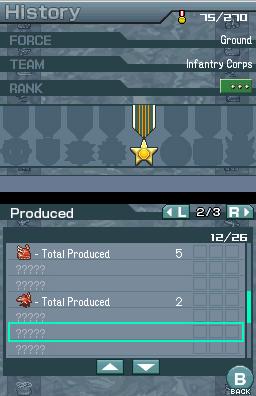 History 75/270
FORCE
Ground
TEAM
Infantry Corps
RANK
Produced L 2/3 R
12/26
- Total Produced 5
?????
- Total Produced 2
?????
?????
?????
B
BACK